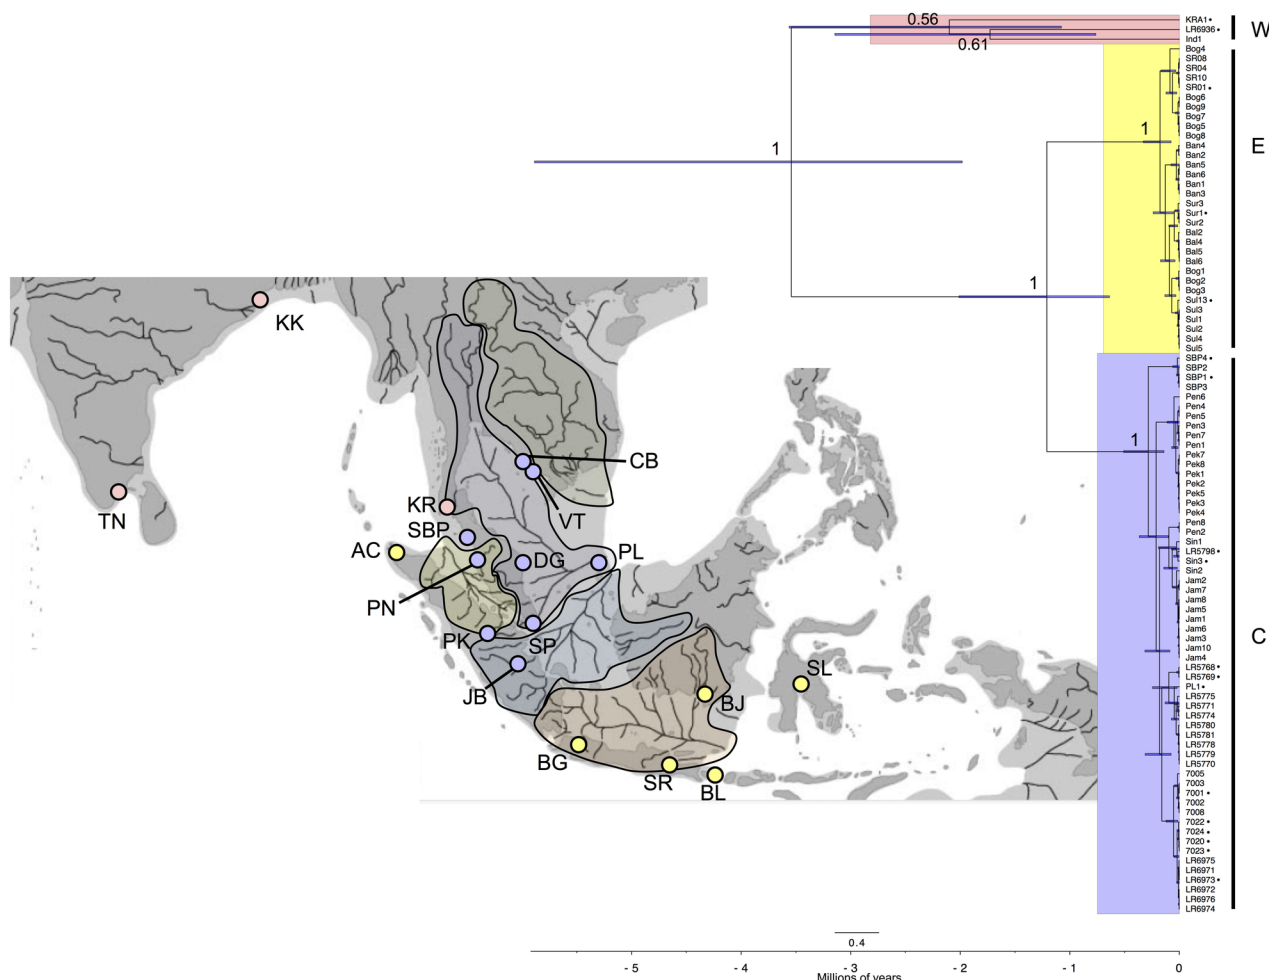 0.56
0.61
1
1
1
1
KRA1•
LR6936•
Ind1
Bog4
SR08
SR04
SR10
SR01•
Bog6
Bog9
Bog7
Bog5
Bog8
Ban4
Ban2
Ban5
Ban6
Ban1
Ban3
Sur3
Sur1•
Sur2
Bal2
Bal4
Bal5
Bal6
Bog1
Bog2
Bog3
Sul13•
Sul3
Sul1
Sul2
Sul4
Sul5
SBP4•
SBP2
SBP1•
SBP3
Pen6
Pen4
Pen5
Pen3
Pen7
Pen1
Pek7
Pek8
Pek1
Pek2
Pek5
Pek3
Pek4
Pen8
Pen2
Sin1
LR5798•
Sin3•
Sin2
Jam2
Jam7
Jam8
Jam5
Jam1
Jam6
Jam3
Jam10
Jam4
LR5768•
LR5769•
PL1•
LR5775
LR5771
LR5774
LR5780
LR5781
LR5778
LR5779
LR5770
7005
7003
7001•
7002
7008
7022•
7024•
7020•
7023•
LR6975
LR6971
LR6973•
LR6972
LR6976
LR6974
W
E
C
KK
TN
KR
CB
VT
SBP
AC
DG
PL
PN
PK
SP
JB
SL
BJ
BG
SR
BL
0.4
- 5
- 4
- 3
- 2
- 1
0
Millions of years